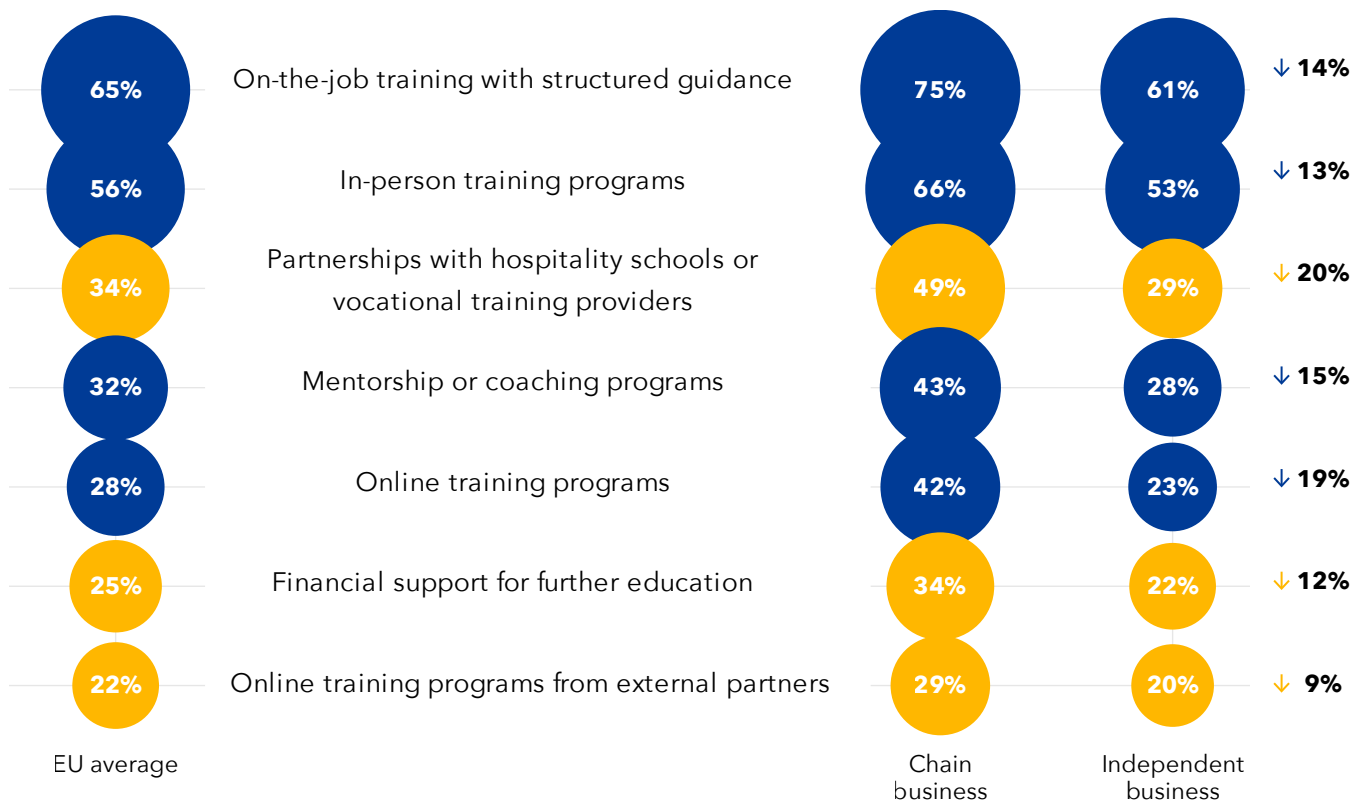 65% On-the-job training with structured guidance 75% 61% ↓ 14%
56% In-person training programs 66% 53% ↓ 13%
Partnerships with hospitality schools or
34% 49% 29% ↓ 20%
vocational training providers
32% Mentorship or coaching programs 43% 28% ↓ 15%
28% Online training programs 42% 23% ↓ 19%
25% Financial support for further education 34% 22% ↓ 12%
22% Online training programs from external partners 29% 20% ↓ 9%
EU average Chain Independent
business business